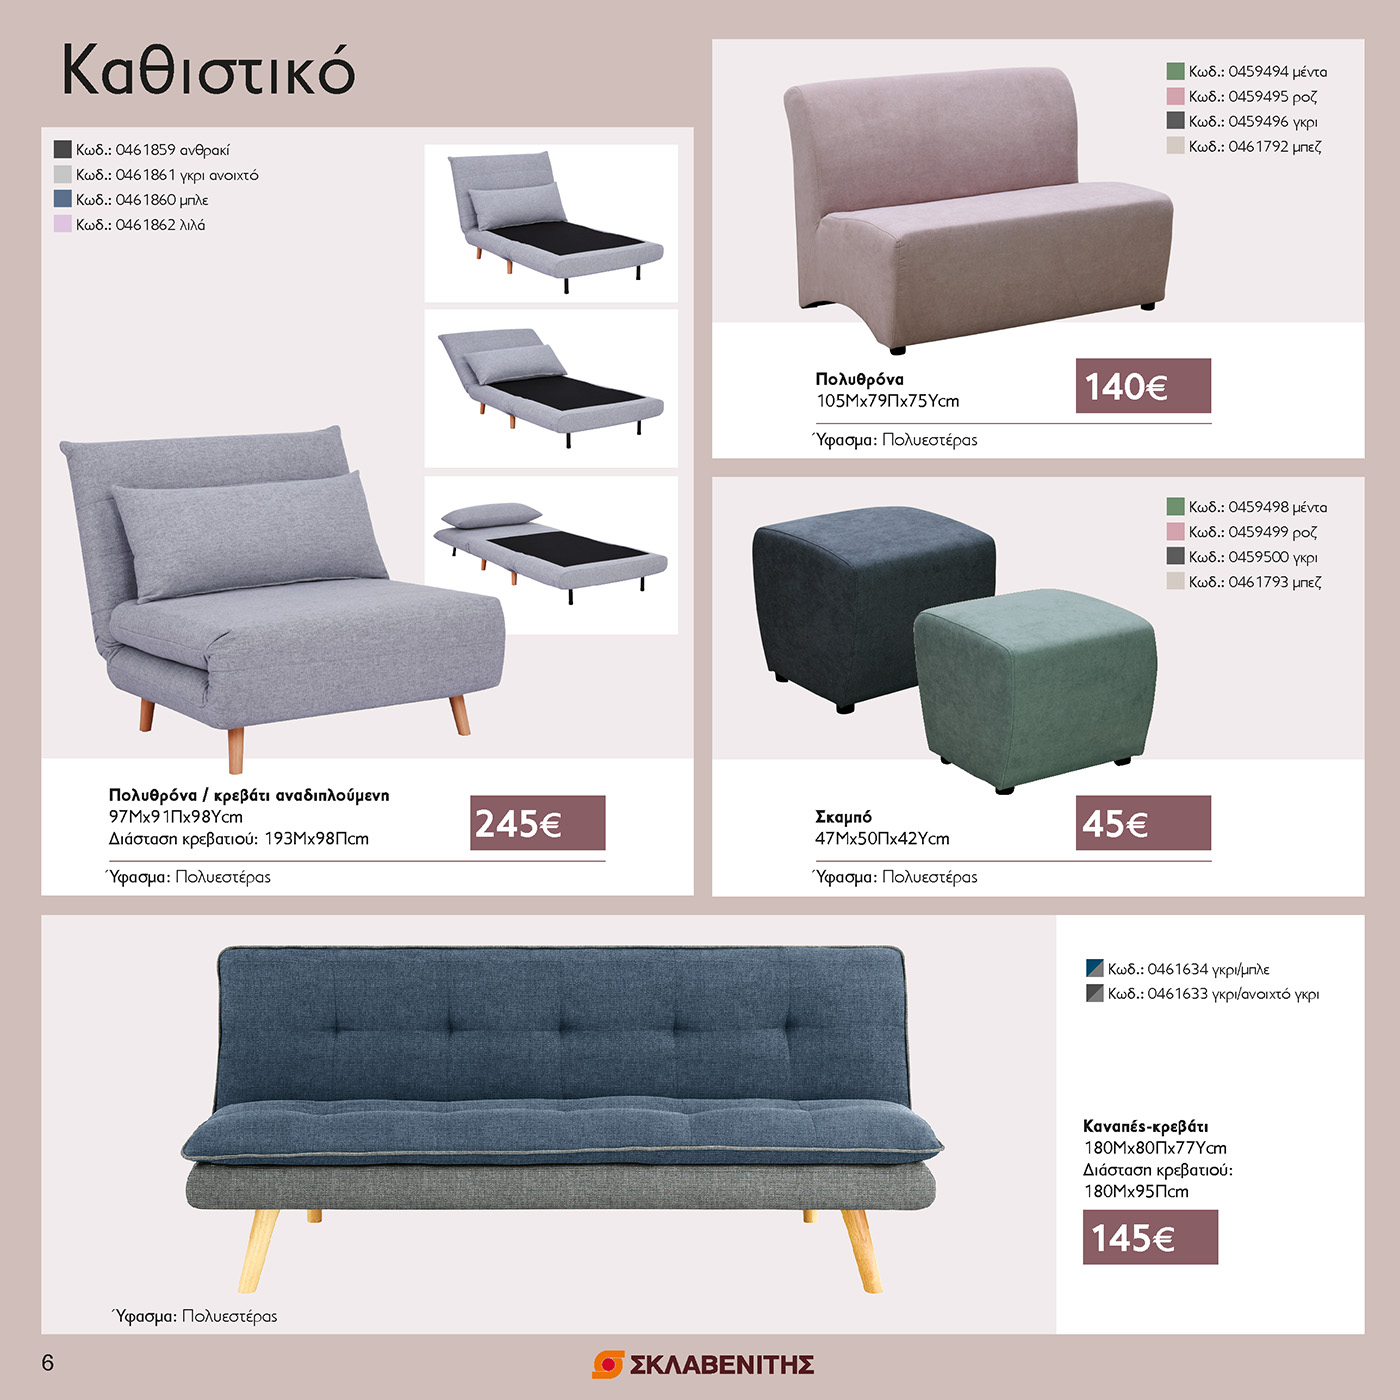 Καθιστικό
Κωδ.: 0461859 ανθρακί
Κωδ.: 0461861 γκρι ανοιχτό
Κωδ.: 0461860 μπλε
Κωδ.: 0461862 λιλά
Πολυθρόνα / κρεβάτι αναδιπλούμενη
97Μx91Πx98Υcm
Διάσταση κρεβατιού: 193Μx98Πcm
245€
Ύφασμα: Πολυεστέρας
Κωδ.: 0459494 μέντα
Κωδ.: 0459495 ροζ
Κωδ.: 0459496 γκρι
Κωδ.: 0461792 μπεζ
Πολυθρόνα
105Μx79Πx75Υcm
140€
Ύφασμα: Πολυεστέρας
Κωδ.: 0459498 μέντα
Κωδ.: 0459499 ροζ
Κωδ.: 0459500 γκρι
Κωδ.: 0461793 μπεζ
Σκαμπό
47Μx50Πx42Υcm
45€
Ύφασμα: Πολυεστέρας
Κωδ.: 0461634 γκρι/μπλε
Κωδ.: 0461633 γκρι/ανοιχτό γκρι
Καναπές-κρεβάτι
180Μx80Πx77Υcm
Διάσταση κρεβατιού:
180Μx95Πcm
145€
Ύφασμα: Πολυεστέρας
6
ΣΚΛΑΒΕΝΙΤΗΣ